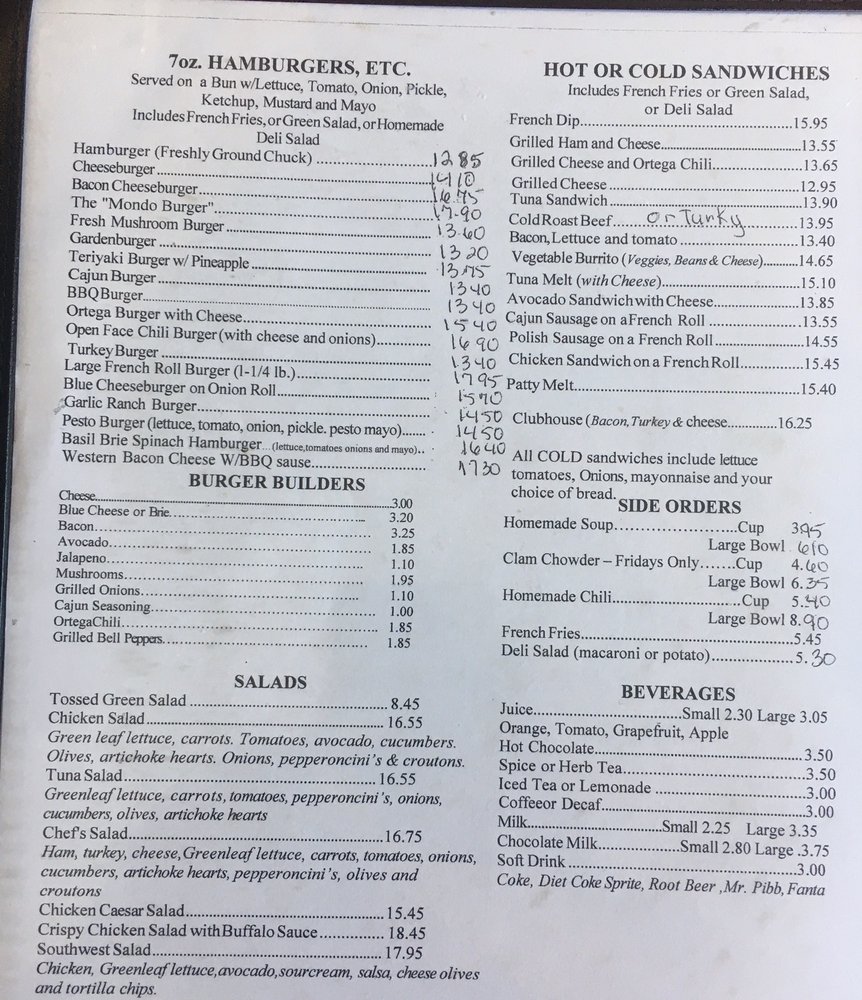 7oz. HAMBURGERS, ETC.
Served on a Bun w/Lettuce, Tomato, Onion, Pickle,
Ketchup, Mustard and Mayo
Includes French Fries, or Green Salad, or Homemade
Deli Salad
Hamburger (Freshly Ground Chuck) ........ 12 85
Cheeseburger........ 14 10
Bacon Cheeseburger........ 16.75
The "Mondo Burger"........ 17.90
Fresh Mushroom Burger ........ 13.60
Gardenburger ........ 13 20
Teriyaki Burger w/ Pineapple ........ 13 75
Cajun Burger ........ 13 40
BBQ Burger........ 13 40
Ortega Burger with Cheese........ 15 40
Open Face Chili Burger (with cheese and onions)........ 16 90
Turkey Burger ........ 13 40
Large French Roll Burger (1-1/4 lb.)........ 17 95
Blue Cheeseburger on Onion Roll........ 15 70
Garlic Ranch Burger........ 14 50
Pesto Burger (lettuce, tomato, onion, pickle. pesto mayo)........ 14 50
Basil Brie Spinach Hamburger...(lettuce,tomatoes onions and mayo).. 16 40
Western Bacon Cheese W/BBQ sause........ 17 30
BURGER BUILDERS
Cheese........3.00
Blue Cheese or Brie........ 3.20
Bacon........ 3.25
Avocado........ 1.85
Jalapeno........ 1.10
Mushrooms........ 1.95
Grilled Onions........ 1.10
Cajun Seasoning........ 1.00
OrtegaChili........ 1.85
Grilled Bell Peppers........ 1.85
SALADS
Tossed Green Salad ........ 8.45
Chicken Salad........ 16.55
Green leaf lettuce, carrots. Tomatoes, avocado, cucumbers.
Olives, artichoke hearts. Onions, pepperoncini's & croutons.
Tuna Salad........16.55
Greenleaf lettuce, carrots, tomatoes, pepperoncini's, onions,
cucumbers, olives, artichoke hearts
Chef's Salad........16.75
Ham, turkey, cheese, Greenleaf lettuce, carrots, tomatoes, onions,
cucumbers, artichoke hearts, pepperoncini's, olives and
croutons
Chicken Caesar Salad........ 15.45
Crispy Chicken Salad with Buffalo Sauce........ 18.45
Southwest Salad........ 17.95
Chicken, Greenleaf lettuce,avocado,sourcream, salsa, cheese olives
and tortilla chips.
HOT OR COLD SANDWICHES
Includes French Fries or Green Salad,
or Deli Salad
French Dip........15.95
Grilled Ham and Cheese........13.55
Grilled Cheese and Ortega Chili........13.65
Grilled Cheese ........ 12.95
Tuna Sandwich ........13.90
Cold Roast Beef.... or Turky ....13.95
Bacon, Lettuce and tomato ........13.40
Vegetable Burrito (Veggies, Beans & Cheese)........14.65
Tuna Melt (with Cheese)........15.10
Avocado Sandwich with Cheese........13.85
Cajun Sausage on a French Roll ........13.55
Polish Sausage on a French Roll........14.55
Chicken Sandwich on a French Roll........15.45
Patty Melt........15.40
Clubhouse (Bacon, Turkey & cheese........16.25
All COLD sandwiches include lettuce
tomatoes, Onions, mayonnaise and your
choice of bread.
SIDE ORDERS
Homemade Soup........Cup 3 95
Large Bowl 6 10
Clam Chowder – Fridays Only.......Cup 4.60
Large Bowl 6.35
Homemade Chili........Cup 5.40
Large Bowl 8.90
French Fries........5.45
Deli Salad (macaroni or potato)........5.30
BEVERAGES
Juice........Small 2.30 Large 3.05
Orange, Tomato, Grapefruit, Apple
Hot Chocolate........3.50
Spice or Herb Tea........3.50
Iced Tea or Lemonade ........3.00
Coffeeor Decaf........3.00
Milk........Small 2.25 Large 3.35
Chocolate Milk........Small 2.80 Large .3.75
Soft Drink ........3.00
Coke, Diet Coke Sprite, Root Beer ,Mr. Pibb, Fanta